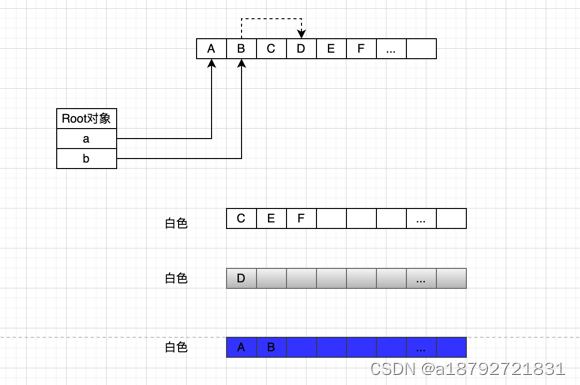 A B C D E F ...
Root对象
a
b
白色 C E F ...
白色 D ...
白色 A B ...
CSDN @a18792721831